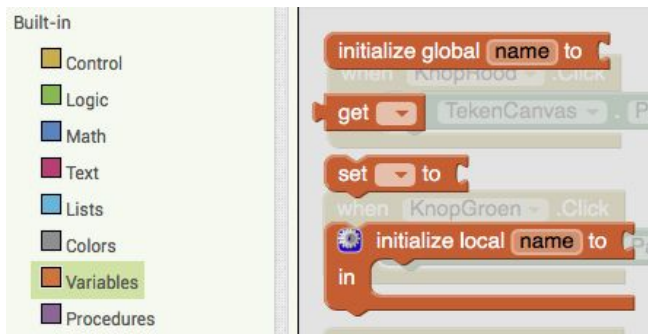 Built-in
Control
Logic
Math
Text
Lists
Colors
Variables
Procedures
initialize global name to
when KnopRood .Click
get
TekenCanvas . P
set to
when KnopGroen .Click
initialize local name to
in